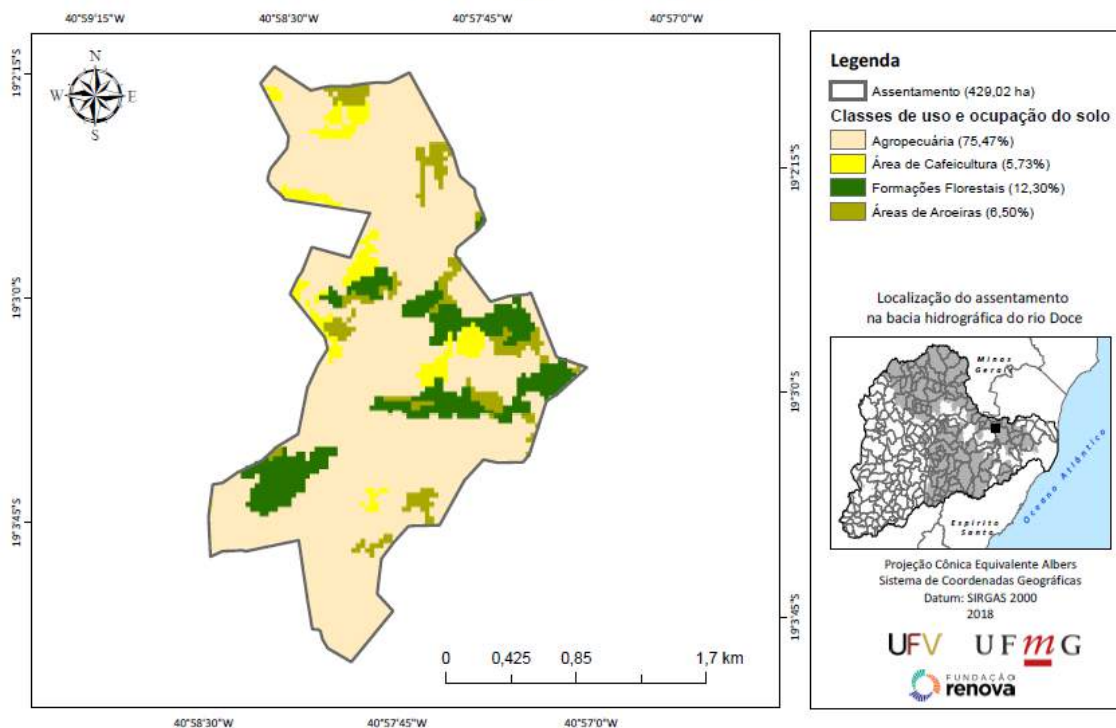 40°59'15"W
40°58'30"W
40°57'45"W
40°57'0"W
19°2'15"S
19°3'0"S
19°3'45"S
N
W
E
S
0
0,425
0,85
1,7 km
19°2'15"S
19°3'0"S
19°3'45"S
40°58'30"W
40°57'45"W
40°57'0"W
Legenda
Assentamento (429,02 ha)
Classes de uso e ocupação do solo
Agropecuária (75,47%)
Área de Cafeicultura (5,73%)
Formações Florestais (12,30%)
Áreas de Aroeiras (6,50%)
Localização do assentamento
na bacia hidrográfica do rio Doce
Minas
Gerais
Oceano Atlântico
Espírito
Santo
Projeção Cônica Equivalente Albers
Sistema de Coordenadas Geográficas
Datum: SIRGAS 2000
2018
UFV
UFmG
FUNDAÇÃO
renova